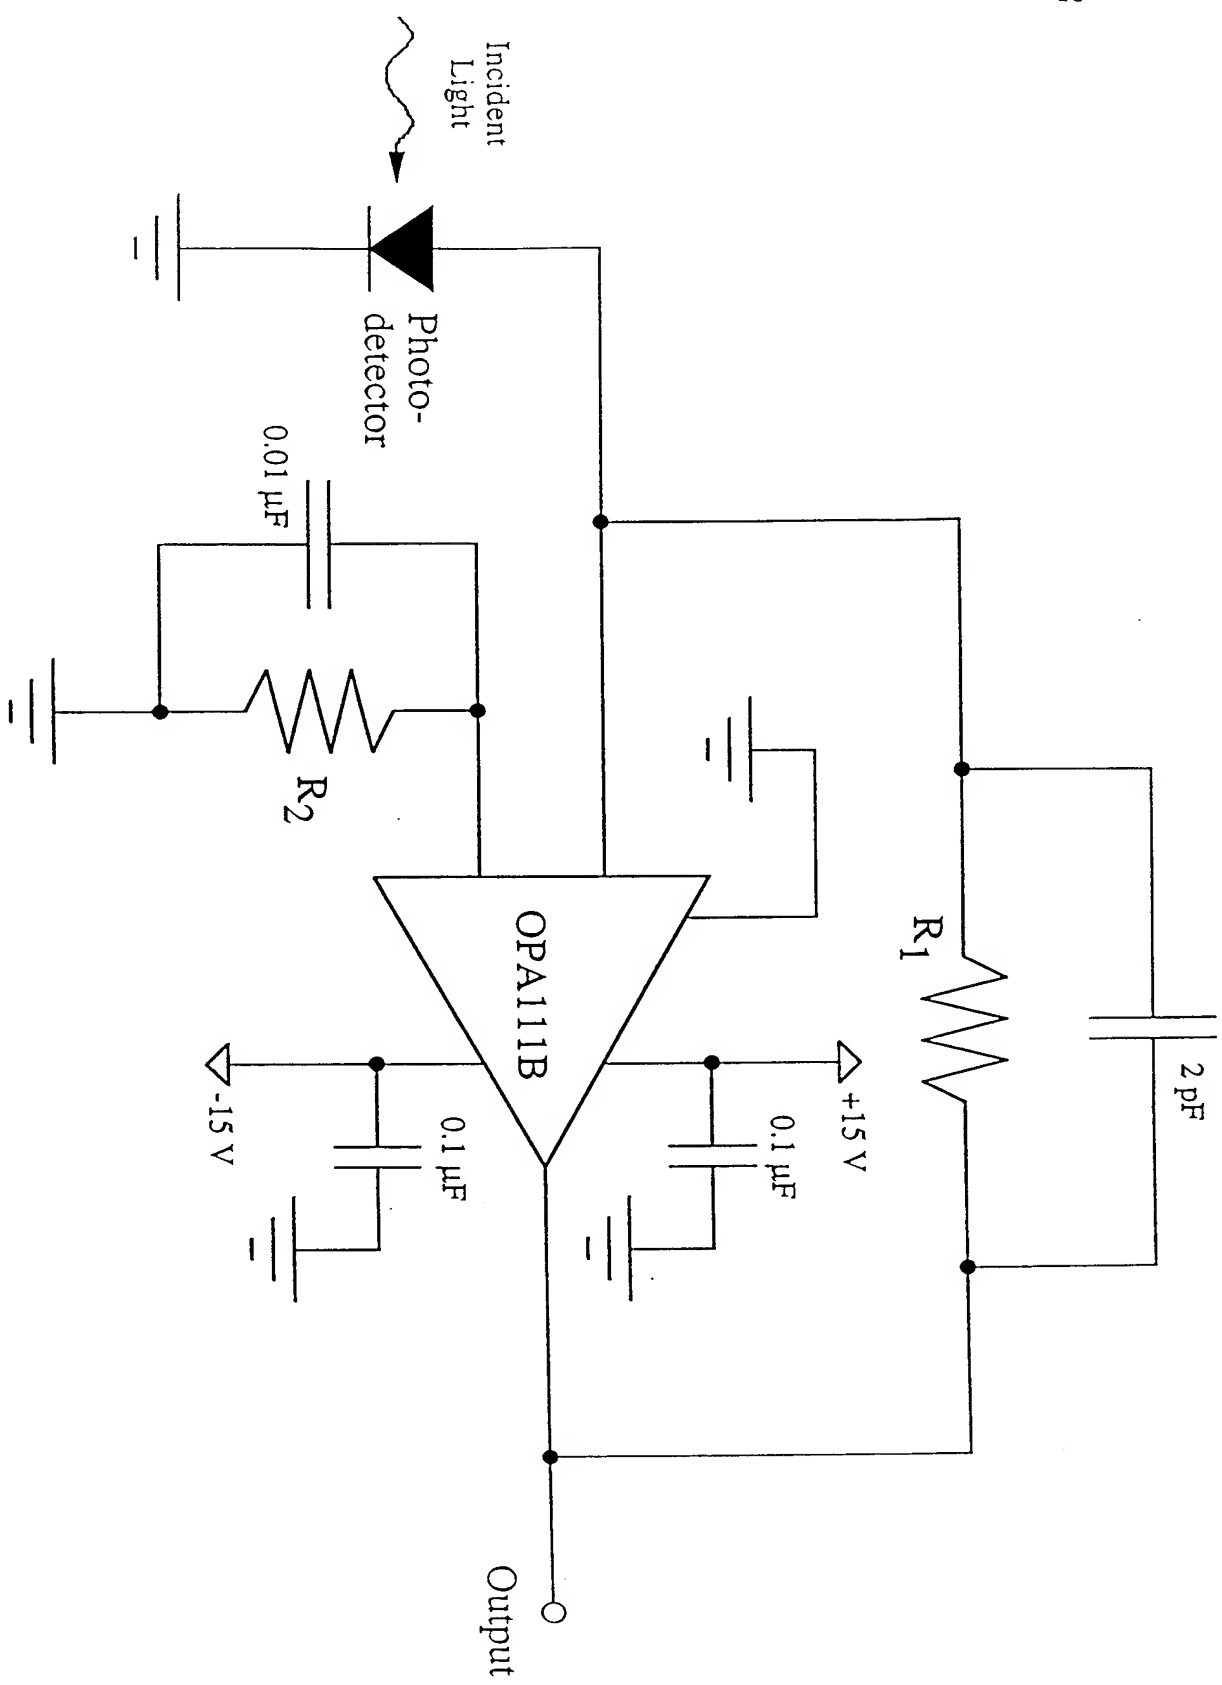 Incident
Light
Photo-
detector
0.01 µF
R2
R1
2 pF
OPA111B
+15 V
0.1 µF
-15 V
0.1 µF
Output